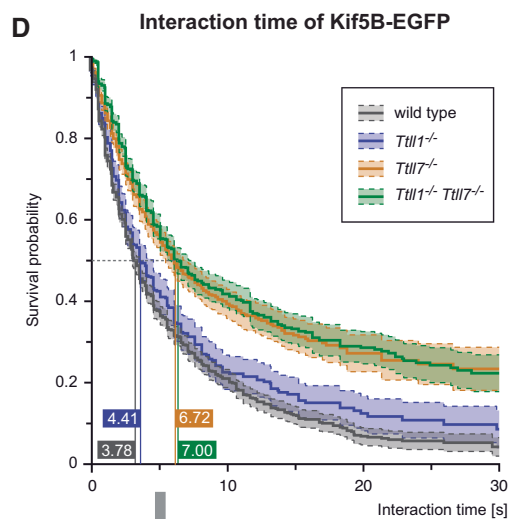 D
Interaction time of Kif5B-EGFP
Survival probability
1
0.8
0.6
0.4
0.2
0
wild type
Ttll1-/-
Ttll7-/-
Ttll1-/- Ttll7-/-
4.41
6.72
3.78
7.00
0
10
20
30
Interaction time [s]